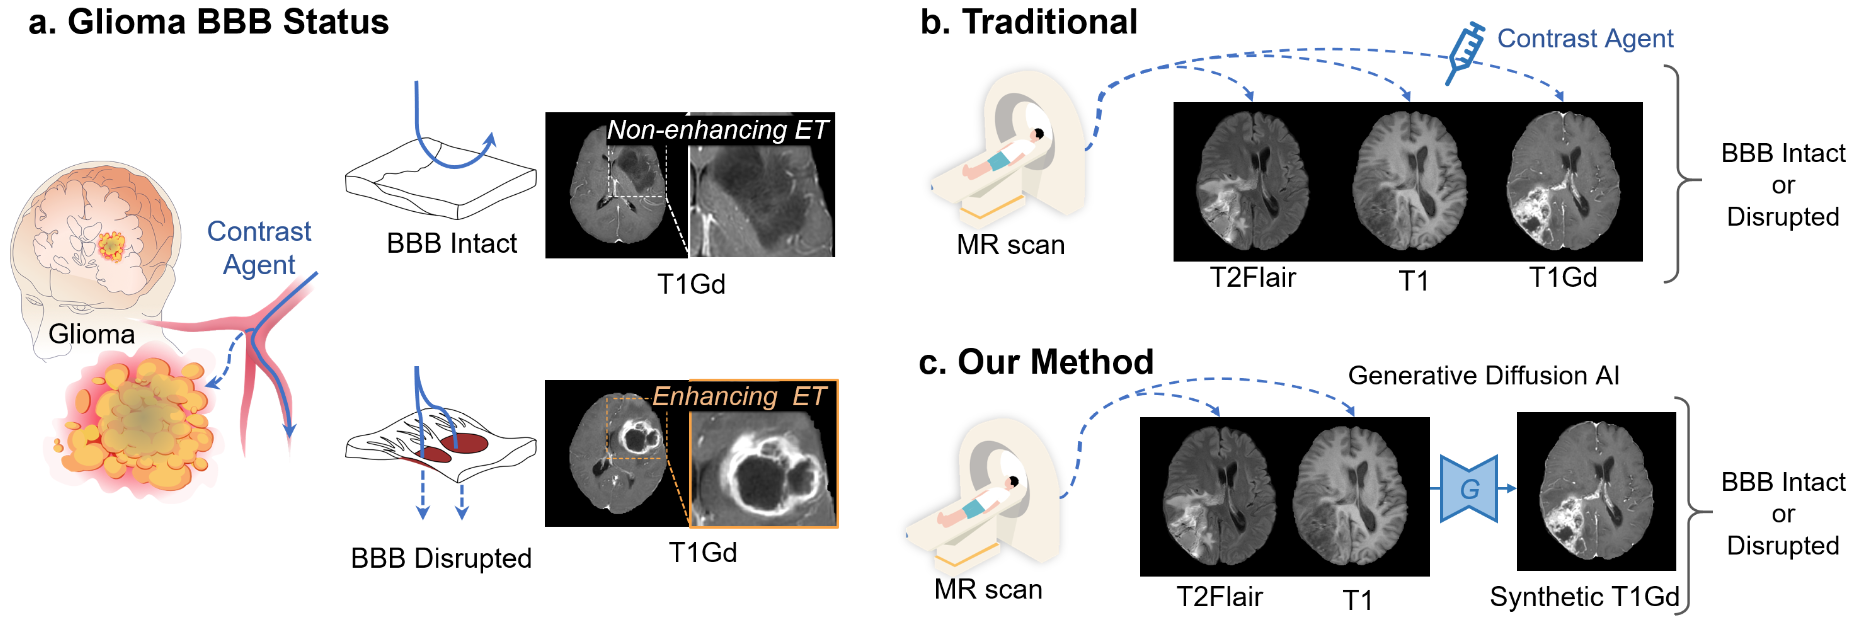 a. Glioma BBB Status
Contrast
Agent
Glioma
BBB Intact
Non-enhancing ET
T1Gd
BBB Disrupted
Enhancing ET
T1Gd
b. Traditional
Contrast Agent
MR scan
T2Flair
T1
T1Gd
BBB Intact
or
Disrupted
c. Our Method
Generative Diffusion AI
MR scan
T2Flair
T1
G
Synthetic T1Gd
BBB Intact
or
Disrupted